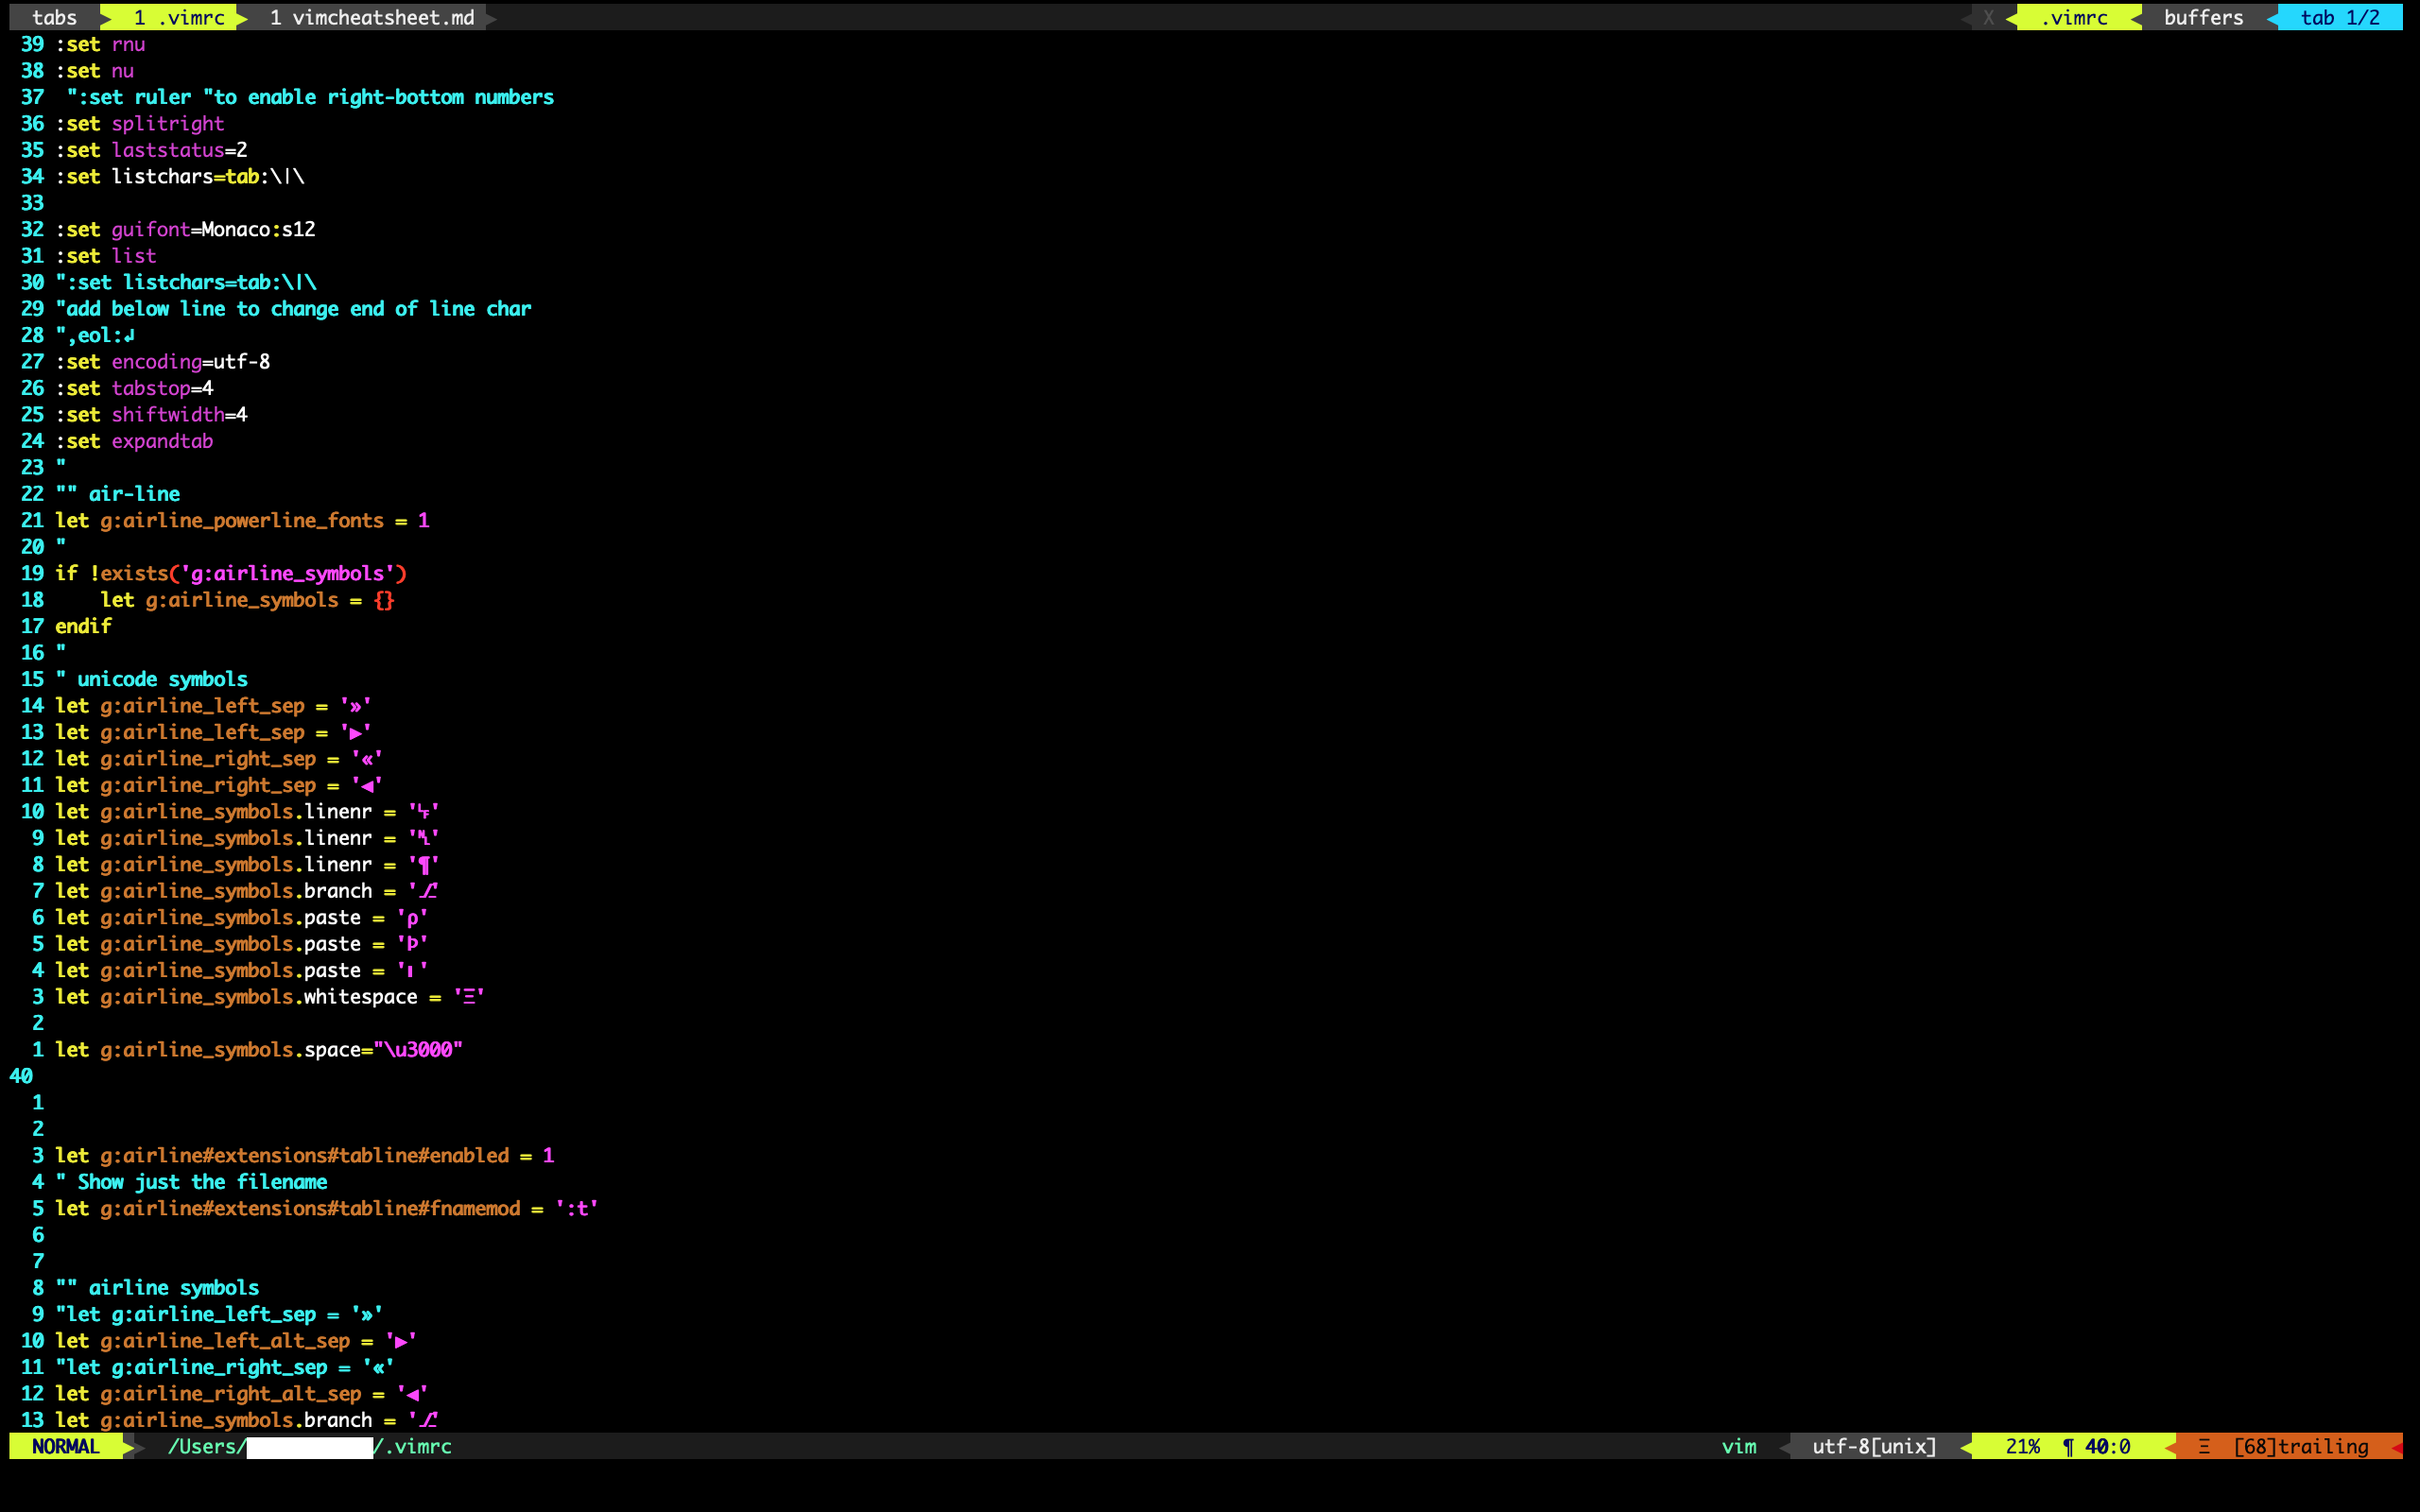 tabs 1 .vimrc 1 vimcheatsheet.md X .vimrc buffers tab 1/2
39 :set rnu
38 :set nu
37  ":set ruler "to enable right-bottom numbers
36 :set splitright
35 :set laststatus=2
34 :set listchars=tab:\|\
33
32 :set guifont=Monaco:s12
31 :set list
30 ":set listchars=tab:\|\
29 "add below line to change end of line char
28 ",eol:↲
27 :set encoding=utf-8
26 :set tabstop=4
25 :set shiftwidth=4
24 :set expandtab
23 "
22 "" air-line
21 let g:airline_powerline_fonts = 1
20 "
19 if !exists('g:airline_symbols')
18     let g:airline_symbols = {}
17 endif
16 "
15 " unicode symbols
14 let g:airline_left_sep = '»'
13 let g:airline_left_sep = '▶'
12 let g:airline_right_sep = '«'
11 let g:airline_right_sep = '◀'
10 let g:airline_symbols.linenr = '␊'
9 let g:airline_symbols.linenr = '␤'
8 let g:airline_symbols.linenr = '¶'
7 let g:airline_symbols.branch = '⎇'
6 let g:airline_symbols.paste = 'ρ'
5 let g:airline_symbols.paste = 'Þ'
4 let g:airline_symbols.paste = '∥'
3 let g:airline_symbols.whitespace = 'Ξ'
2
1 let g:airline_symbols.space="\u3000"
40
1
2
3 let g:airline#extensions#tabline#enabled = 1
4 " Show just the filename
5 let g:airline#extensions#tabline#fnamemod = ':t'
6
7
8 "" airline symbols
9 "let g:airline_left_sep = '»'
10 let g:airline_left_alt_sep = '▶'
11 "let g:airline_right_sep = '«'
12 let g:airline_right_alt_sep = '◀'
13 let g:airline_symbols.branch = '⎇'
NORMAL /Users/ /.vimrc vim utf-8[unix] 21% ¶ 40:0 Ξ [68]trailing